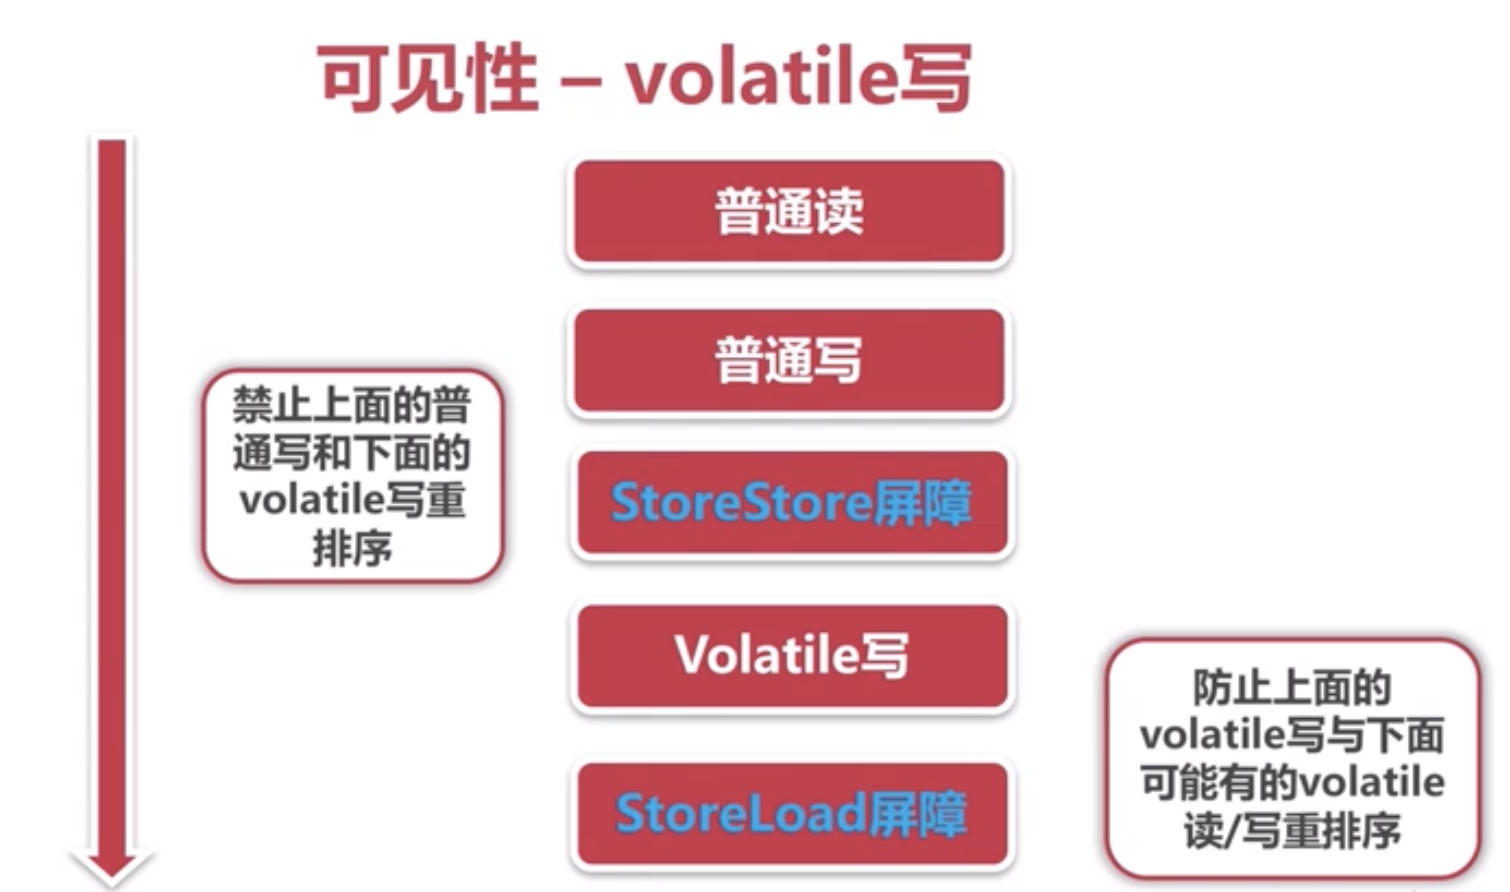 可见性 – volatile写
普通读
普通写
禁止上面的普
通写和下面的
volatile写重
排序
StoreStore屏障
Volatile写
防止上面的
volatile写与下面
可能有的volatile
读/写重排序
StoreLoad屏障